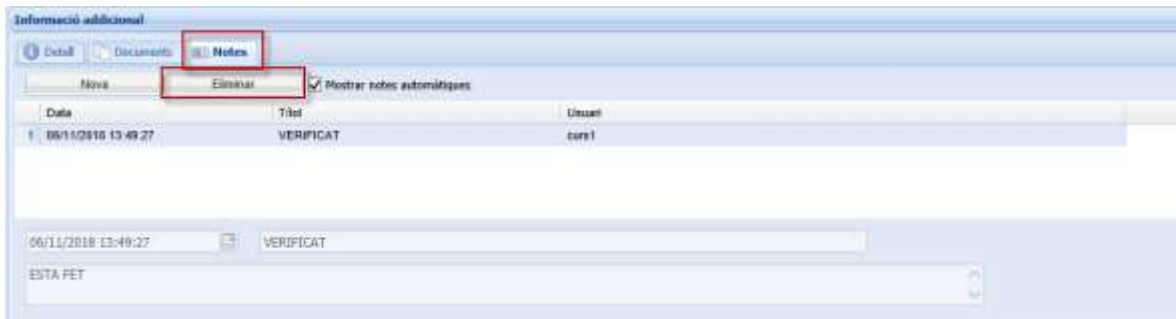 Informació addicional
Detall Documents Notes
Nova Eliminar Mostrar notes automàtiques
Data Títol Usuari
1 06/11/2018 13:49:27 VERIFICAT curs1
06/11/2018 13:49:27 VERIFICAT
ESTA FET